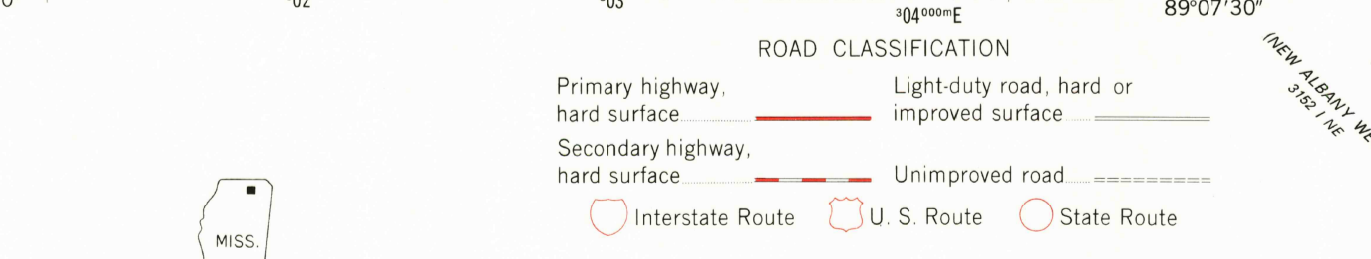 ³04⁰⁰⁰ᵐE
89°07'30"
ROAD CLASSIFICATION
Primary highway,
hard surface
Light-duty road, hard or
improved surface
Secondary highway,
hard surface
Unimproved road
Interstate Route
U. S. Route
State Route
(NEW ALBANY
3152 I NE
MISS.